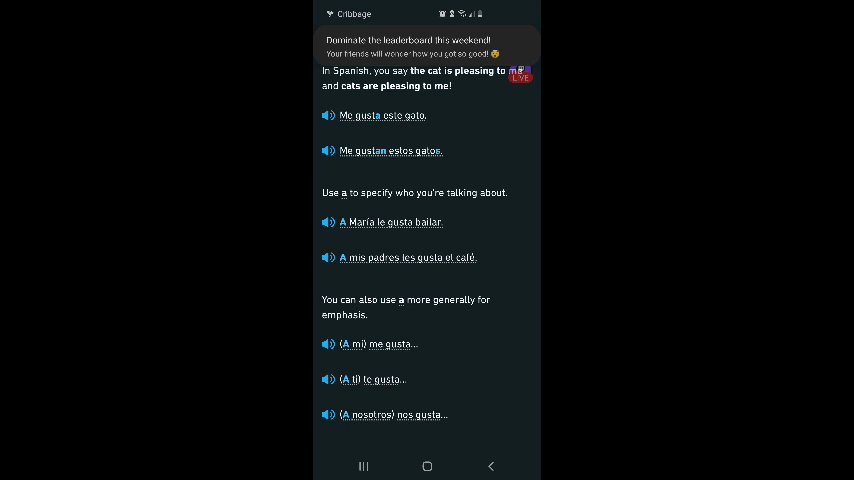 Cribbage
Dominate the leaderboard this weekend!
Your friends will wonder how you got so good! 😨
In Spanish, you say the cat is pleasing to
LIVE
and cats are pleasing to me!
Me gusta este gato.
Me gustan estos gatos.
Use a to specify who you're talking about.
A María le gusta bailar.
A mis padres les gusta el café.
You can also use a more generally for
emphasis.
(A mi) me gusta...
(A ti) te gusta...
(A nosotros) nos gusta...